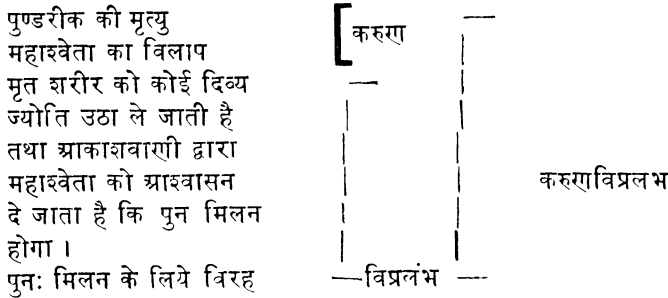 पुण्डरीक की मृत्यु
महाश्वेता का विलाप
करुण
मृत शरीर को कोई दिव्य
ज्योति उठा ले जाती है
तथा आकाशवाणी द्वारा
महाश्वेता को आश्वासन
करुणविप्रलभ
दे जाता है कि पुन मिलन
होगा ।
पुनः मिलन के लिये विरह
विप्रलंभ